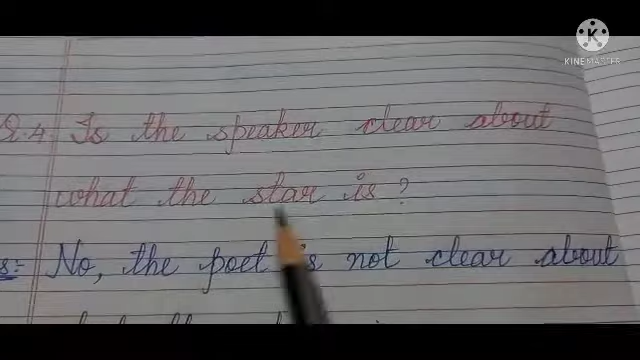 K
KINEMASTER
Q.4. Is the speaker clear about
what the star is?
No, the poet is not clear about